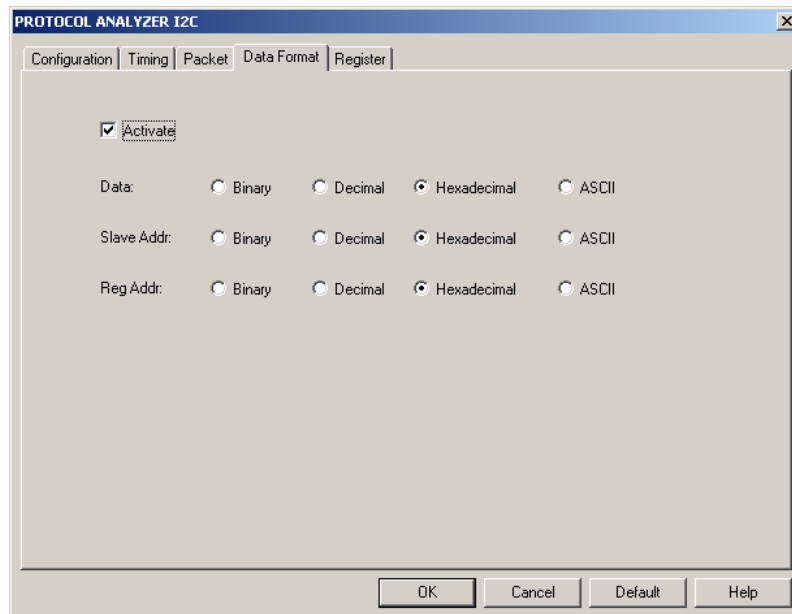 PROTOCOL ANALYZER I2C
Configuration Timing Packet Data Format Register
Activate
Data: Binary Decimal Hexadecimal ASCII
Slave Addr: Binary Decimal Hexadecimal ASCII
Reg Addr: Binary Decimal Hexadecimal ASCII
OK Cancel Default Help